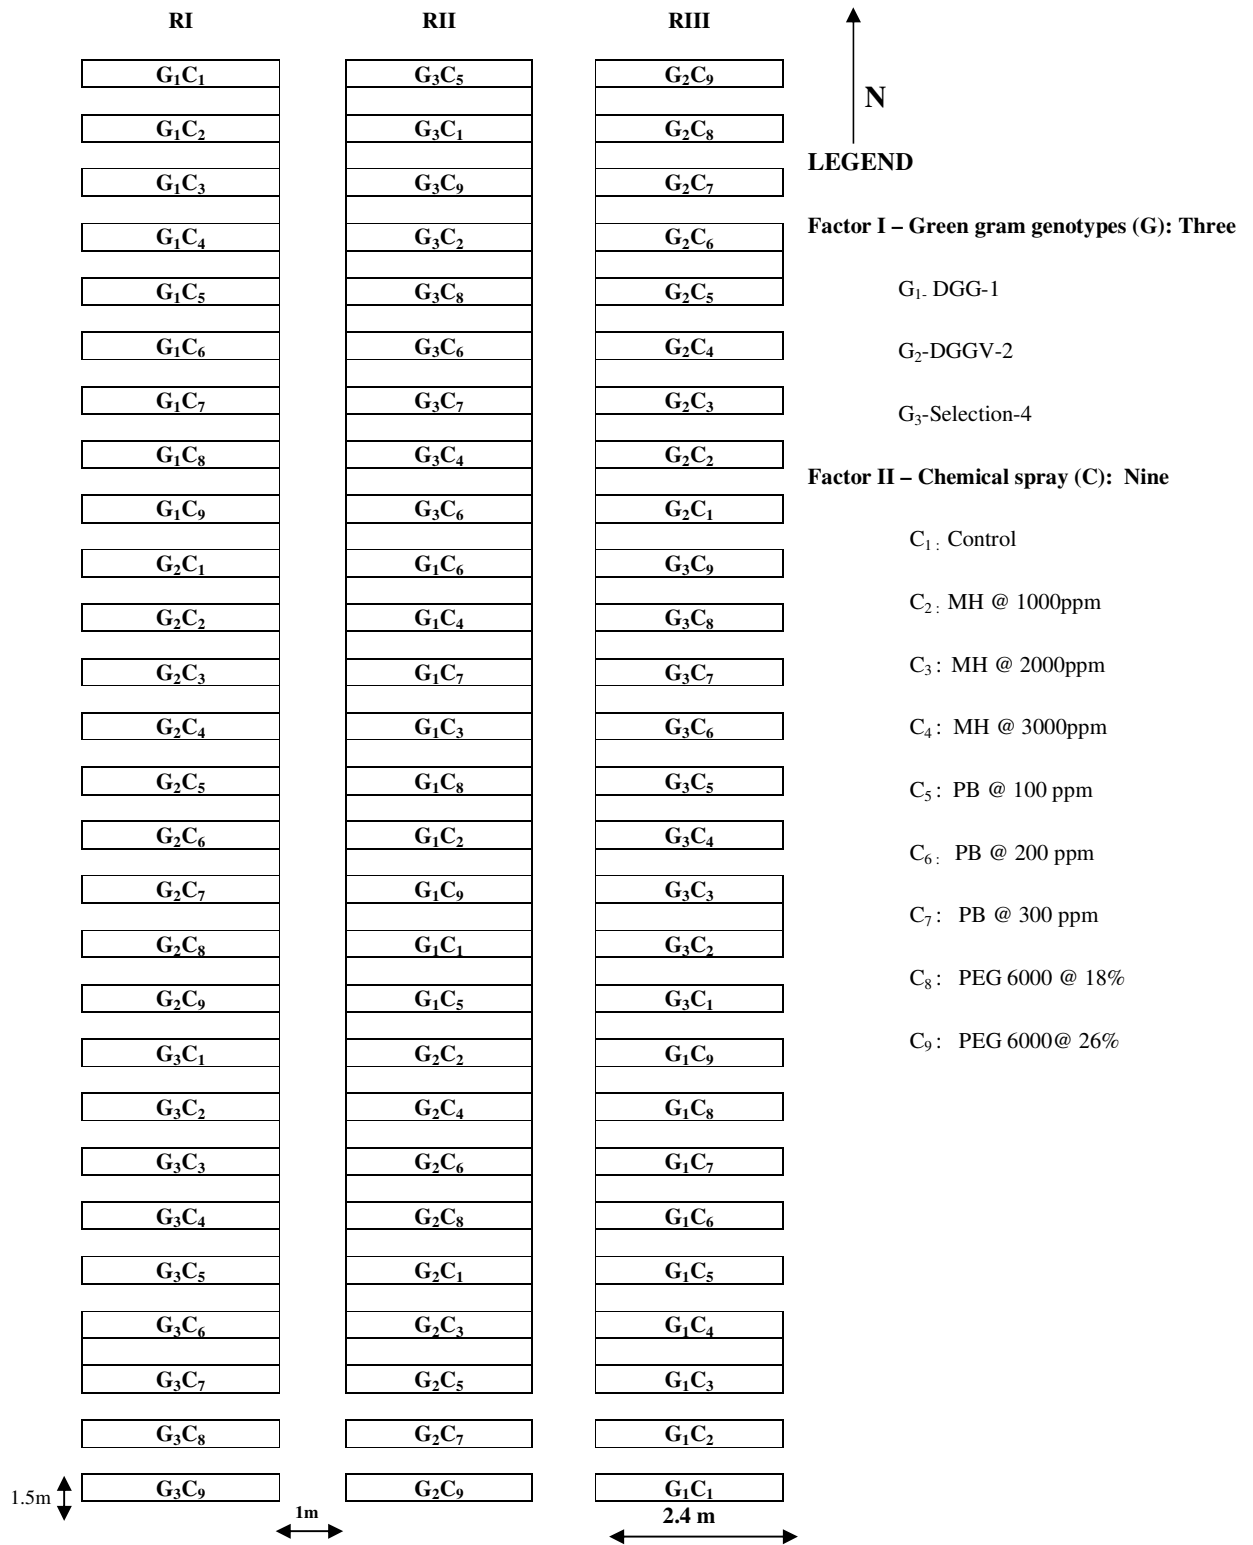 RI RII RIII
N
G₁C₁ G₃C₅ G₂C₉
G₁C₂ G₃C₁ G₂C₈
G₁C₃ G₃C₉ G₂C₇
G₁C₄ G₃C₂ G₂C₆
G₁C₅ G₃C₈ G₂C₅
G₁C₆ G₃C₆ G₂C₄
G₁C₇ G₃C₇ G₂C₃
G₁C₈ G₃C₄ G₂C₂
G₁C₉ G₃C₆ G₂C₁
G₂C₁ G₁C₆ G₃C₉
G₂C₂ G₁C₄ G₃C₈
G₂C₃ G₁C₇ G₃C₇
G₂C₄ G₁C₃ G₃C₆
G₂C₅ G₁C₈ G₃C₅
G₂C₆ G₁C₂ G₃C₄
G₂C₇ G₁C₉ G₃C₃
G₂C₈ G₁C₁ G₃C₂
G₂C₉ G₁C₅ G₃C₁
G₃C₁ G₂C₂ G₁C₉
G₃C₂ G₂C₄ G₁C₈
G₃C₃ G₂C₆ G₁C₇
G₃C₄ G₂C₈ G₁C₆
G₃C₅ G₂C₁ G₁C₅
G₃C₆ G₂C₃ G₁C₄
G₃C₇ G₂C₅ G₁C₃
G₃C₈ G₂C₇ G₁C₂
G₃C₉ G₂C₉ G₁C₁
1.5m
1m
2.4 m
LEGEND
Factor I – Green gram genotypes (G): Three
G₁- DGG-1
G₂-DGGV-2
G₃-Selection-4
Factor II – Chemical spray (C): Nine
C₁ : Control
C₂ : MH @ 1000ppm
C₃ : MH @ 2000ppm
C₄ : MH @ 3000ppm
C₅ : PB @ 100 ppm
C₆ : PB @ 200 ppm
C₇ : PB @ 300 ppm
C₈ : PEG 6000 @ 18%
C₉ : PEG 6000@ 26%